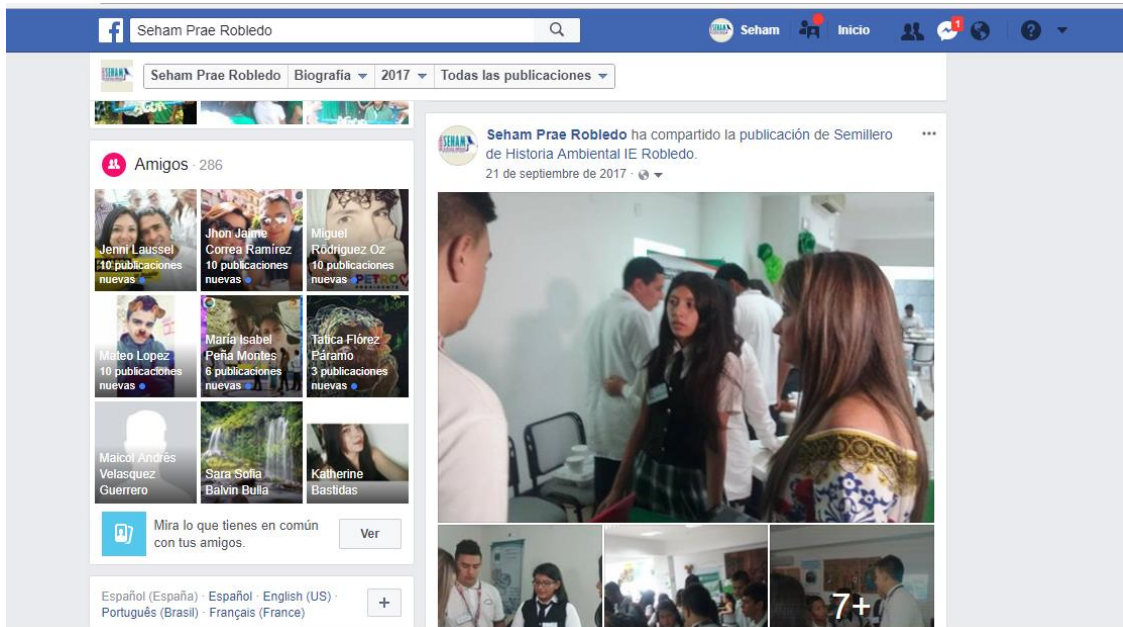 Seham Prae Robledo
SEHAM
Seham
Inicio
1
SEHAM
Seham Prae Robledo
Biografía
2017
Todas las publicaciones
Amigos · 286
Jenni Laussel
10 publicaciones
nuevas
Jhon Jaime
Correa Ramírez
10 publicaciones
nuevas
Miguel
Rodriguez Oz
10 publicaciones
nuevas
PETRO
Mateo Lopez
10 publicaciones
nuevas
María Isabel
Peña Montes
6 publicaciones
nuevas
Tatica Flórez
Páramo
3 publicaciones
nuevas
Maicol Andrés
Velasquez
Guerrero
Sara Sofia
Balvin Bulla
Katherine
Bastidas
Mira lo que tienes en común
con tus amigos.
Ver
Español (España) · Español · English (US) ·
Português (Brasil) · Français (France)
+
SEHAM
Seham Prae Robledo ha compartido la publicación de Semillero
de Historia Ambiental IE Robledo.
21 de septiembre de 2017 ·
7+